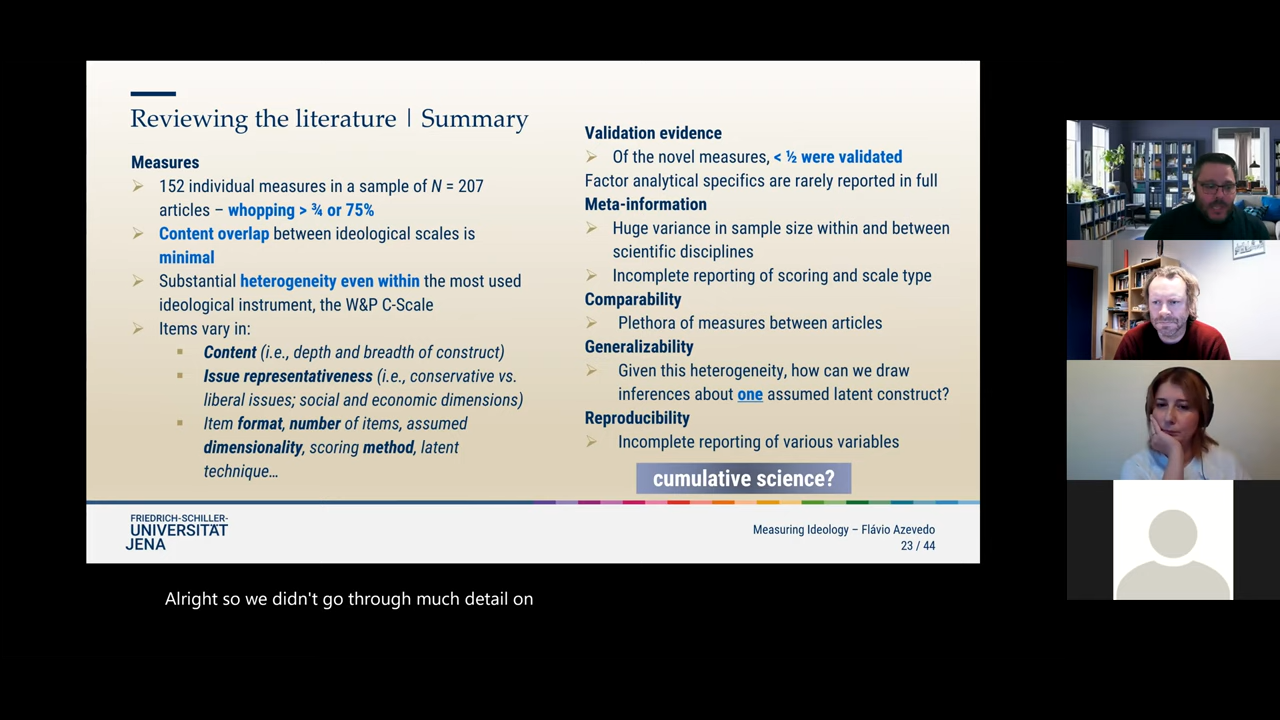 Reviewing the literature | Summary
Measures
152 individual measures in a sample of N = 207
articles – whopping > ¾ or 75%
Content overlap between ideological scales is
minimal
Substantial heterogeneity even within the most used
ideological instrument, the W&P C-Scale
Items vary in:
Content (i.e., depth and breadth of construct)
Issue representativeness (i.e., conservative vs.
liberal issues; social and economic dimensions)
Item format, number of items, assumed
dimensionality, scoring method, latent
technique…
Validation evidence
Of the novel measures, < ½ were validated
Factor analytical specifics are rarely reported in full
Meta-information
Huge variance in sample size within and between
scientific disciplines
Incomplete reporting of scoring and scale type
Comparability
Plethora of measures between articles
Generalizability
Given this heterogeneity, how can we draw
inferences about one assumed latent construct?
Reproducibility
Incomplete reporting of various variables
cumulative science?
FRIEDRICH-SCHILLER-
UNIVERSITÄT
JENA
Measuring Ideology – Flávio Azevedo
23 / 44
Alright so we didn't go through much detail on